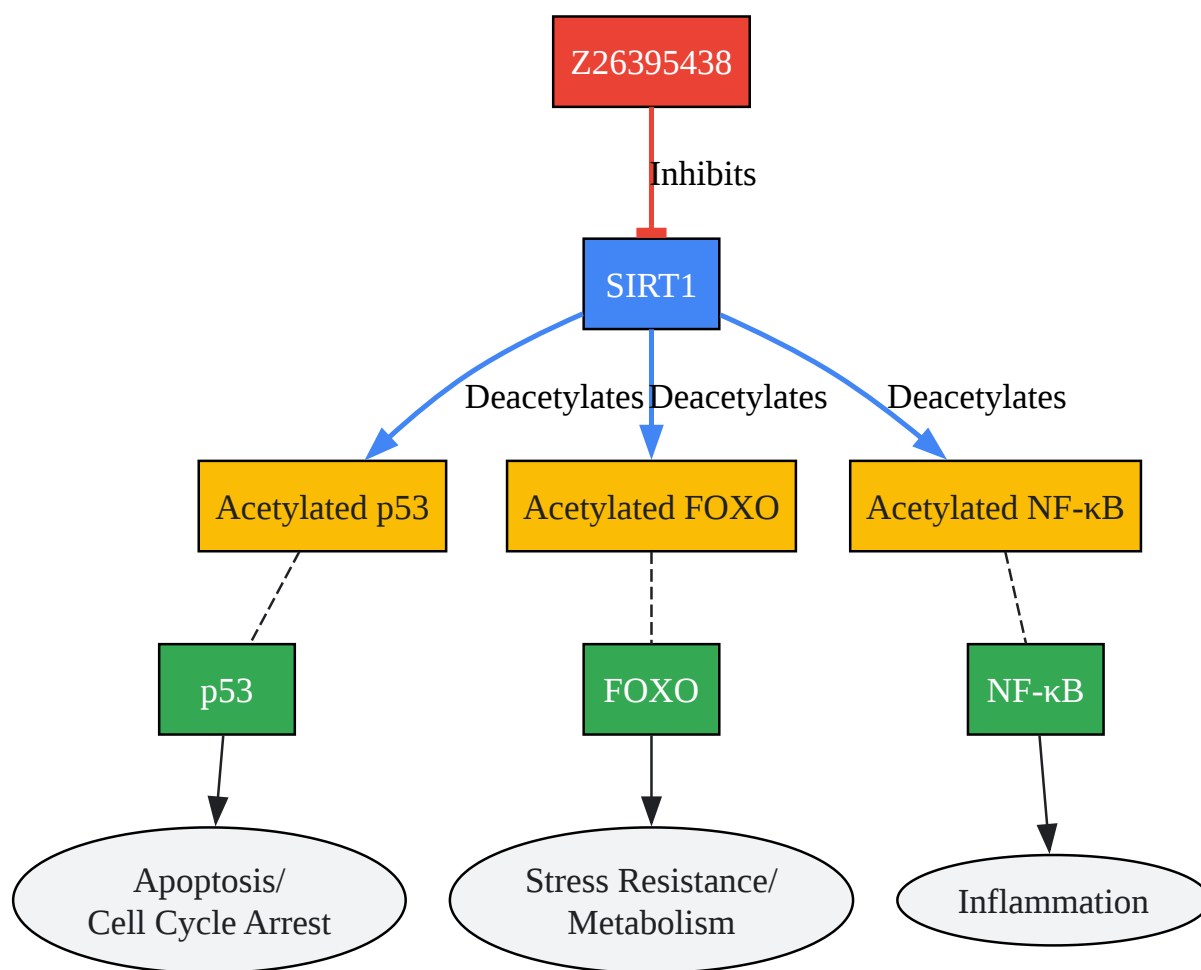 Z26395438
Inhibits
SIRT1
Deacetylates
Deacetylates
Deacetylates
Acetylated p53
Acetylated FOXO
Acetylated NF-κB
p53
FOXO
NF-κB
Apoptosis/
Cell Cycle Arrest
Stress Resistance/
Metabolism
Inflammation